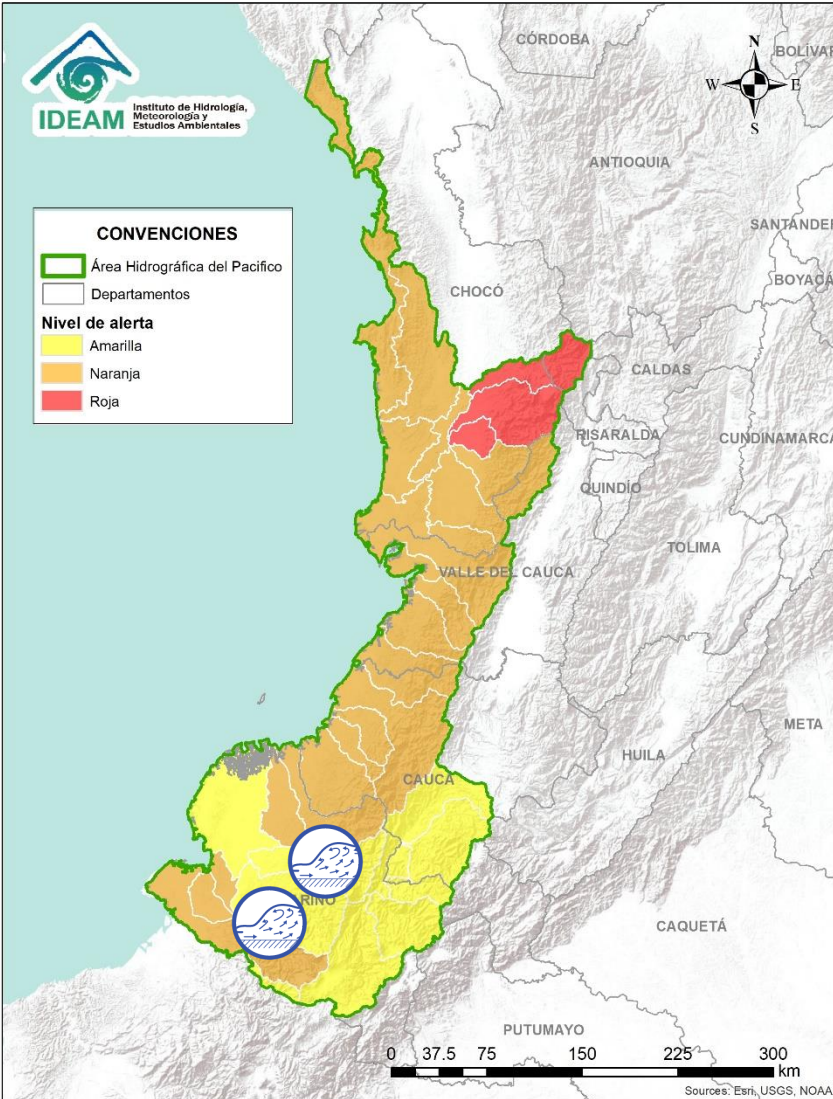 IDEAM
Instituto de Hidrología,
Meteorología y
Estudios Ambientales
N
W
E
S
CÓRDOBA
BOLÍVAR
ANTIOQUIA
SANTANDER
BOYACÁ
CONVENCIONES
Área Hidrográfica del Pacifico
Departamentos
Nivel de alerta
Amarilla
Naranja
Roja
CHOCÓ
CALDAS
RISARALDA
CUNDINAMARCA
QUINDÍO
TOLIMA
VALLE DEL CAUCA
META
HUILA
CAUCA
RIÑO
CAQUETÁ
PUTUMAYO
0 37.5 75 150 225 300
km
Sources: Esri, USGS, NOAA